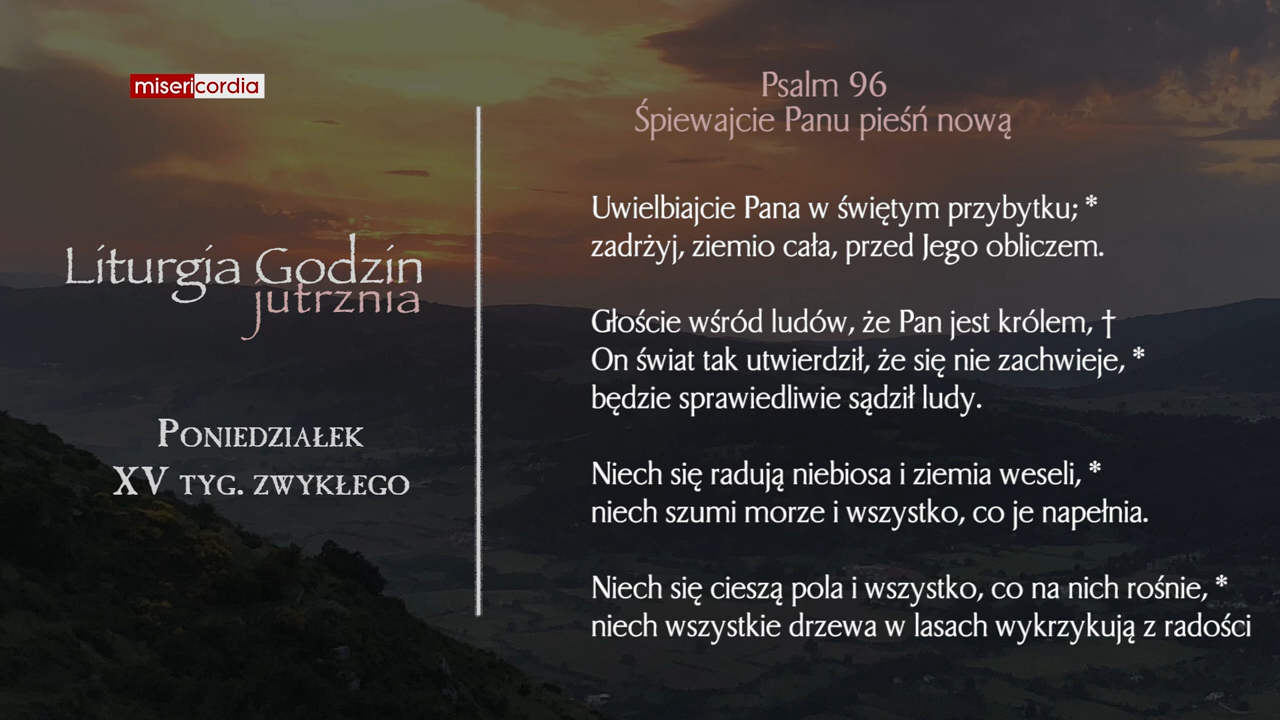 misericordia
Liturgia Godzin
jutrznia
Poniedziałek
XV tyg. zwykłego
Psalm 96
Śpiewajcie Panu pieśń nową
Uwielbiajcie Pana w świętym przybytku; *
zadrżyj, ziemio cała, przed Jego obliczem.
Głoście wśród ludów, że Pan jest królem, †
On świat tak utwierdził, że się nie zachwieje, *
będzie sprawiedliwie sądził ludy.
Niech się radują niebiosa i ziemia weseli, *
niech szumi morze i wszystko, co je napełnia.
Niech się cieszą pola i wszystko, co na nich rośnie, *
niech wszystkie drzewa w lasach wykrzykują z radości